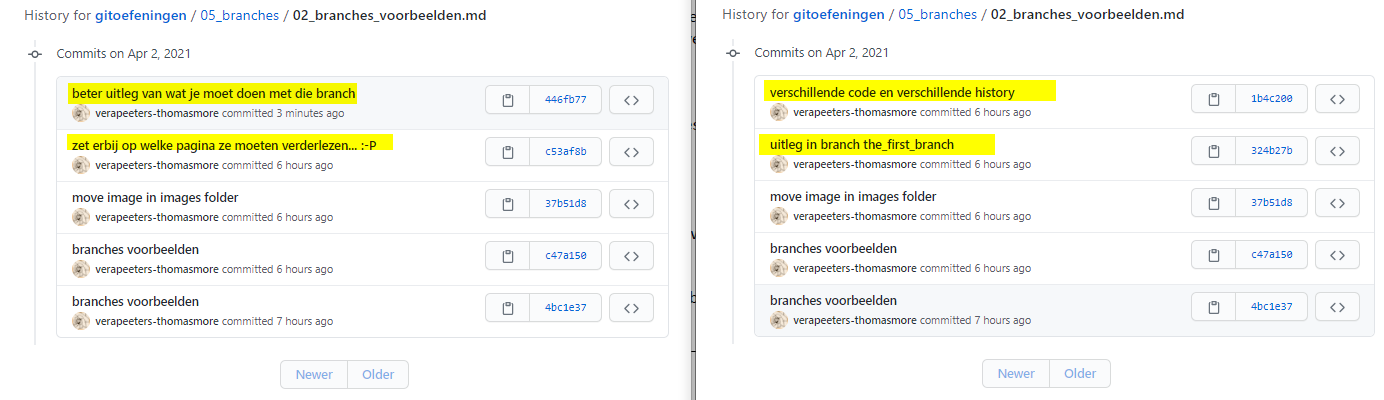 History for gitoefeningen / 05_branches / 02_branches_voorbeelden.md
Commits on Apr 2, 2021
beter uitleg van wat je moet doen met die branch
verapeeters-thomasmore committed 3 minutes ago
446fb77
zet erbij op welke pagina ze moeten verderlezen... :-P
verapeeters-thomasmore committed 6 hours ago
c53af8b
move image in images folder
verapeeters-thomasmore committed 6 hours ago
37b51d8
branches voorbeelden
verapeeters-thomasmore committed 6 hours ago
c47a150
branches voorbeelden
verapeeters-thomasmore committed 7 hours ago
4bc1e37
Newer Older
History for gitoefeningen / 05_branches / 02_branches_voorbeelden.md
Commits on Apr 2, 2021
verschillende code en verschillende history
verapeeters-thomasmore committed 6 hours ago
1b4c200
uitleg in branch the_first_branch
verapeeters-thomasmore committed 6 hours ago
324b27b
move image in images folder
verapeeters-thomasmore committed 6 hours ago
37b51d8
branches voorbeelden
verapeeters-thomasmore committed 6 hours ago
c47a150
branches voorbeelden
verapeeters-thomasmore committed 7 hours ago
4bc1e37
Newer Older